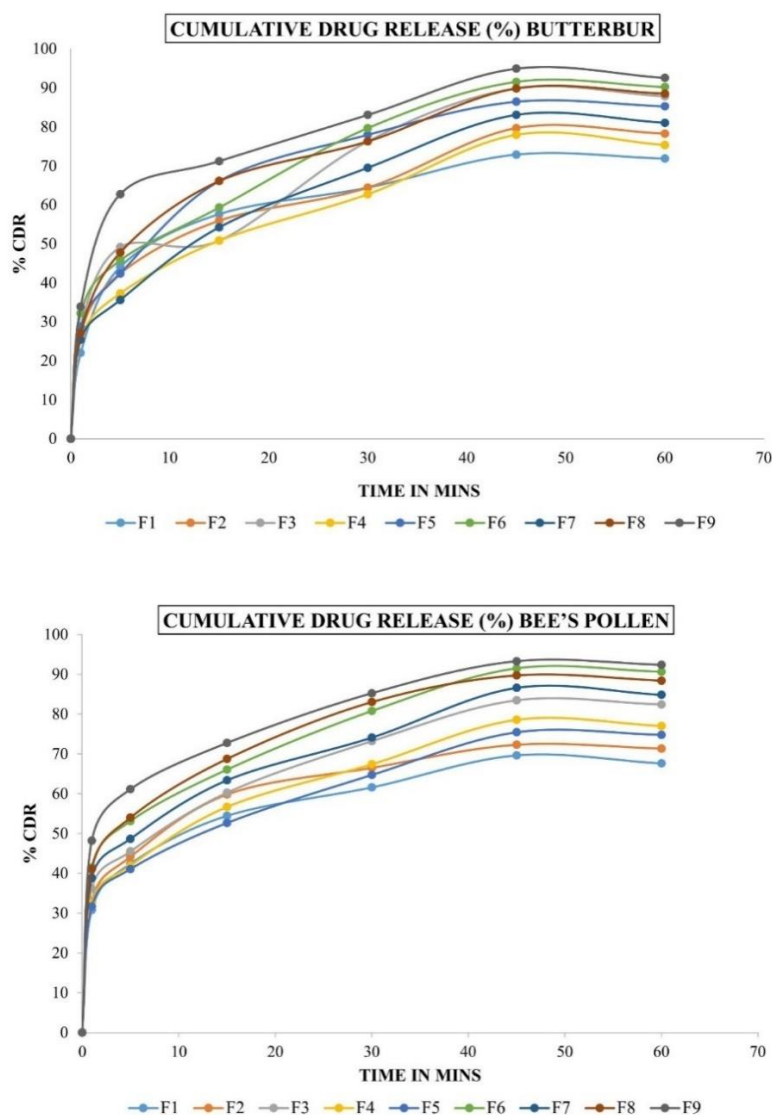 CUMULATIVE DRUG RELEASE (%) BUTTERBUR
100
90
80
70
60
50
40
30
20
10
0
% CDR
0 10 20 30 40 50 60 70
TIME IN MINS
F1 F2 F3 F4 F5 F6 F7 F8 F9
CUMULATIVE DRUG RELEASE (%) BEE'S POLLEN
100
90
80
70
60
50
40
30
20
10
0
% CDR
0 10 20 30 40 50 60 70
TIME IN MINS
F1 F2 F3 F4 F5 F6 F7 F8 F9